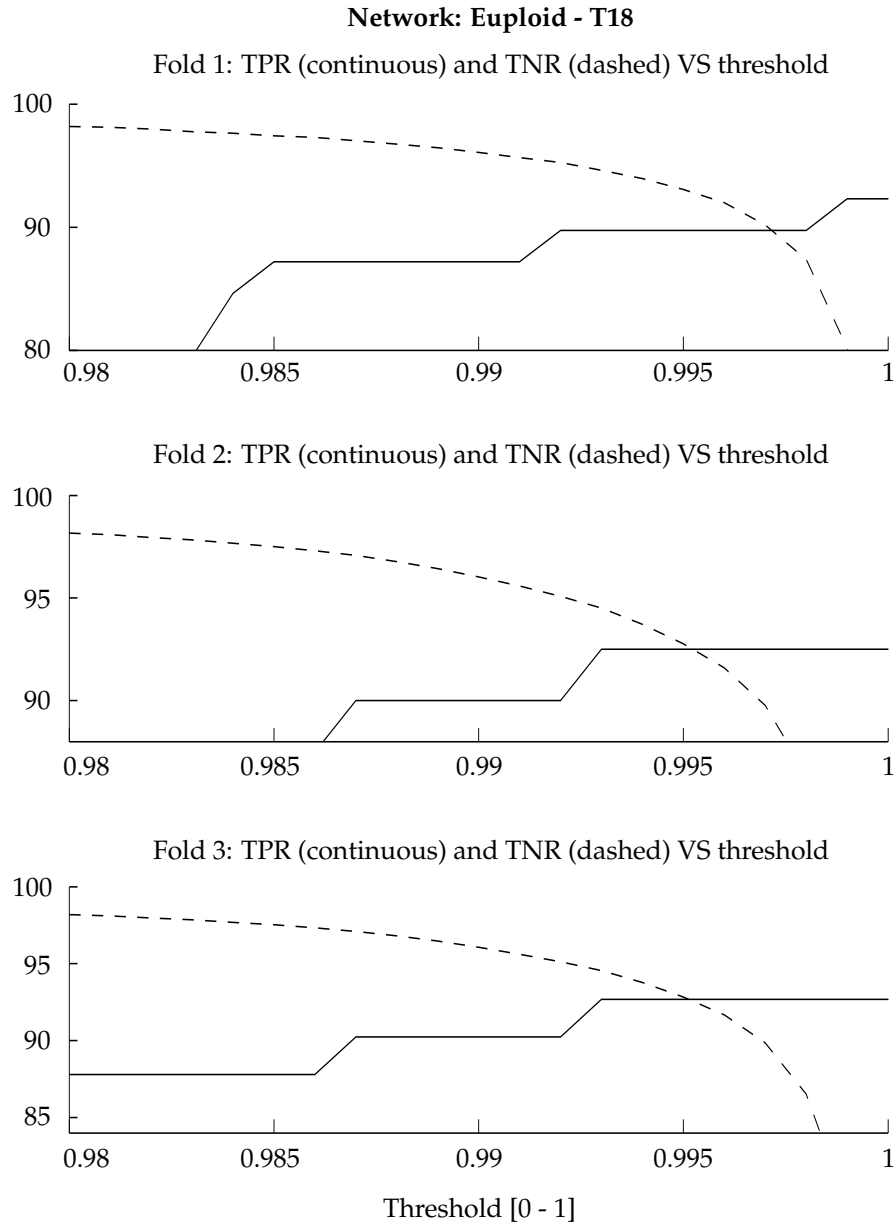 Network: Euploid - T18
Fold 1: TPR (continuous) and TNR (dashed) VS threshold
100
90
80
0.98 0.985 0.99 0.995 1
Fold 2: TPR (continuous) and TNR (dashed) VS threshold
100
95
90
0.98 0.985 0.99 0.995 1
Fold 3: TPR (continuous) and TNR (dashed) VS threshold
100
95
90
85
0.98 0.985 0.99 0.995 1
Threshold [0 - 1]